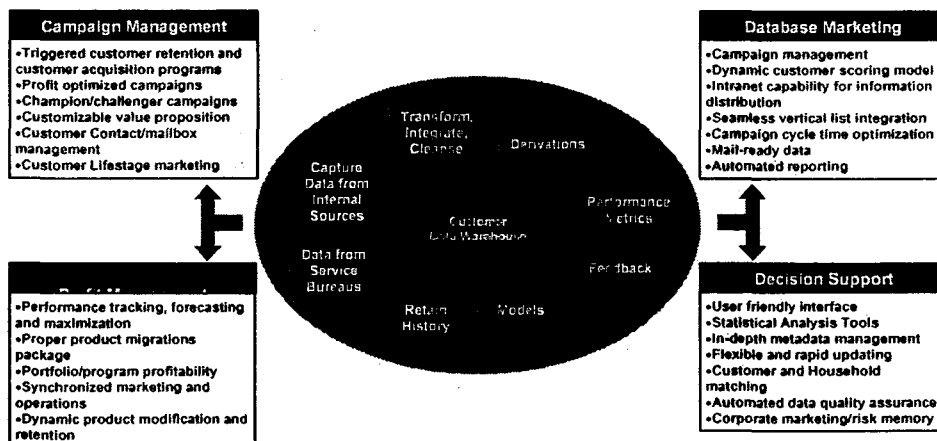 Campaign Management
•Triggered customer retention and
customer acquisition programs
•Profit optimized campaigns
•Champion/challenger campaigns
•Customizable value proposition
•Customer Contact/mailbox
management
•Customer Lifestage marketing
Database Marketing
•Campaign management
•Dynamic customer scoring model
•Intranet capability for information
distribution
•Seamless vertical list integration
•Campaign cycle time optimization
•Mail-ready data
•Automated reporting
Transform,
Integrate,
Cleanse
Derivations
Capture
Data from
Internal
Sources
Performance
Metrics
Customer
Data Warehouse
Data from
Service
Bureaus
Feedback
Retain
History
Models
•Performance tracking, forecasting
and maximization
•Proper product migrations
package
•Portfolio/program profitability
•Synchronized marketing and
operations
•Dynamic product modification and
retention
Decision Support
•User friendly interface
•Statistical Analysis Tools
•In-depth metadata management
•Flexible and rapid updating
•Customer and Household
matching
•Automated data quality assurance
•Corporate marketing/risk memory